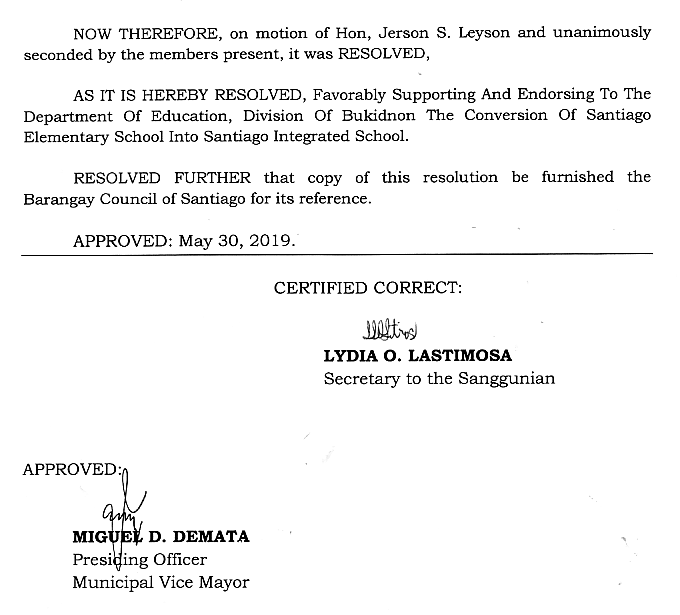 NOW THEREFORE, on motion of Hon, Jerson S. Leyson and unanimously
seconded by the members present, it was RESOLVED,
AS IT IS HEREBY RESOLVED, Favorably Supporting And Endorsing To The
Department Of Education, Division Of Bukidnon The Conversion Of Santiago
Elementary School Into Santiago Integrated School.
RESOLVED FURTHER that copy of this resolution be furnished the
Barangay Council of Santiago for its reference.
APPROVED: May 30, 2019.
CERTIFIED CORRECT:
LYDIA O. LASTIMOSA
Secretary to the Sanggunian
APPROVED:
MIGUEL D. DEMATA
Presiding Officer
Municipal Vice Mayor